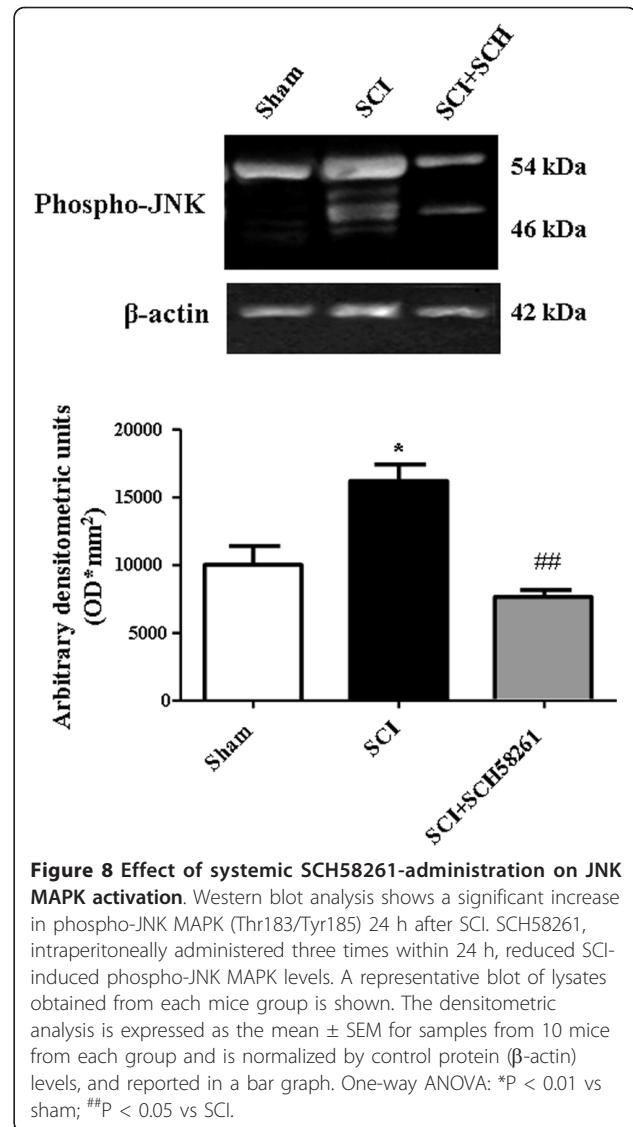 Sham SCI SCI+SCH
Phospho-JNK
54 kDa
46 kDa
β-actin
42 kDa
Arbitrary densitometric units
(OD*mm²)
20000
15000
10000
5000
0
*
##
Sham SCI SCI+SCH58261
Figure 8 Effect of systemic SCH58261-administration on JNK
MAPK activation. Western blot analysis shows a significant increase
in phospho-JNK MAPK (Thr183/Tyr185) 24 h after SCI. SCH58261,
intraperitoneally administered three times within 24 h, reduced SCI-
induced phospho-JNK MAPK levels. A representative blot of lysates
obtained from each mice group is shown. The densitometric
analysis is expressed as the mean ± SEM for samples from 10 mice
from each group and is normalized by control protein (β-actin)
levels, and reported in a bar graph. One-way ANOVA: *P < 0.01 vs
sham; ##P < 0.05 vs SCI.